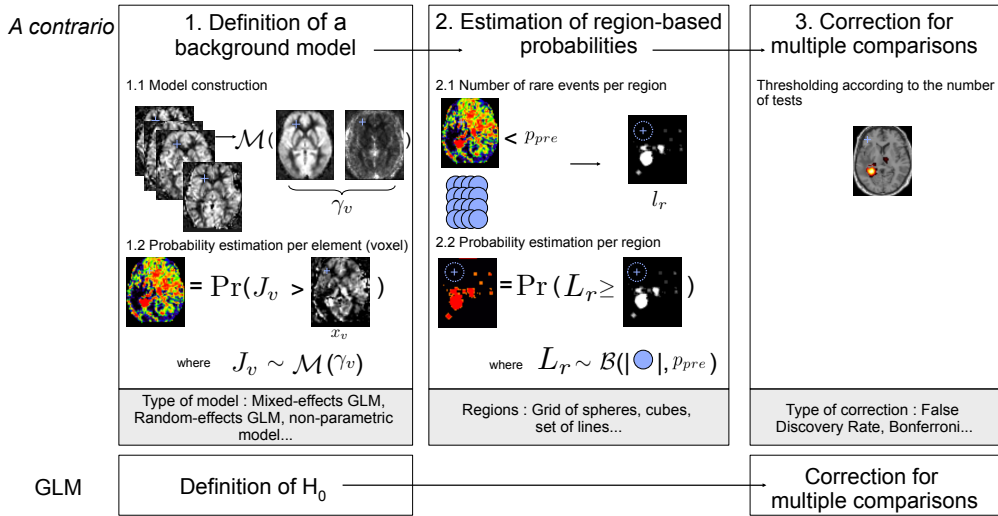 A contrario
1. Definition of a
background model
1.1 Model construction
ℳ( )
γv
1.2 Probability estimation per element (voxel)
= Pr(Jv > )
xv
where Jv ∼ ℳ(γv)
Type of model : Mixed-effects GLM,
Random-effects GLM, non-parametric
model...
2. Estimation of region-based
probabilities
2.1 Number of rare events per region
< ppre
lr
2.2 Probability estimation per region
=Pr (Lr ≥ )
where Lr ∼ ℬ(| |, ppre)
Regions : Grid of spheres, cubes,
set of lines...
3. Correction for
multiple comparisons
Thresholding according to the number
of tests
Type of correction : False
Discovery Rate, Bonferroni...
GLM
Definition of H0
Correction for
multiple comparisons